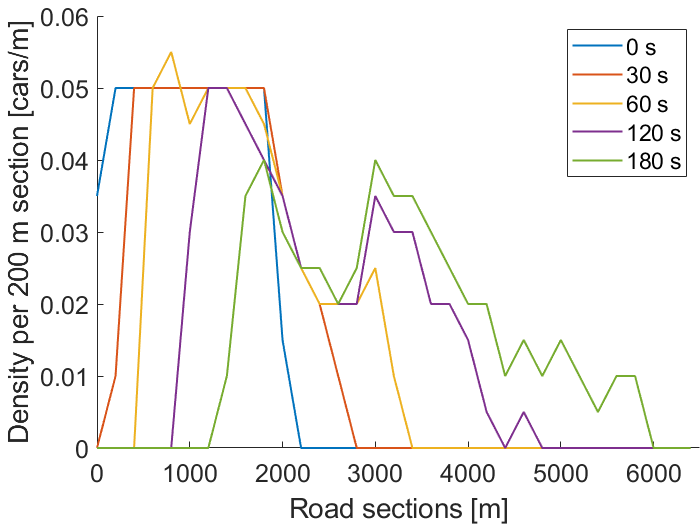 Density per 200 m section [cars/m]
0.06
0.05
0.04
0.03
0.02
0.01
0
0 s
30 s
60 s
120 s
180 s
0 1000 2000 3000 4000 5000 6000
Road sections [m]